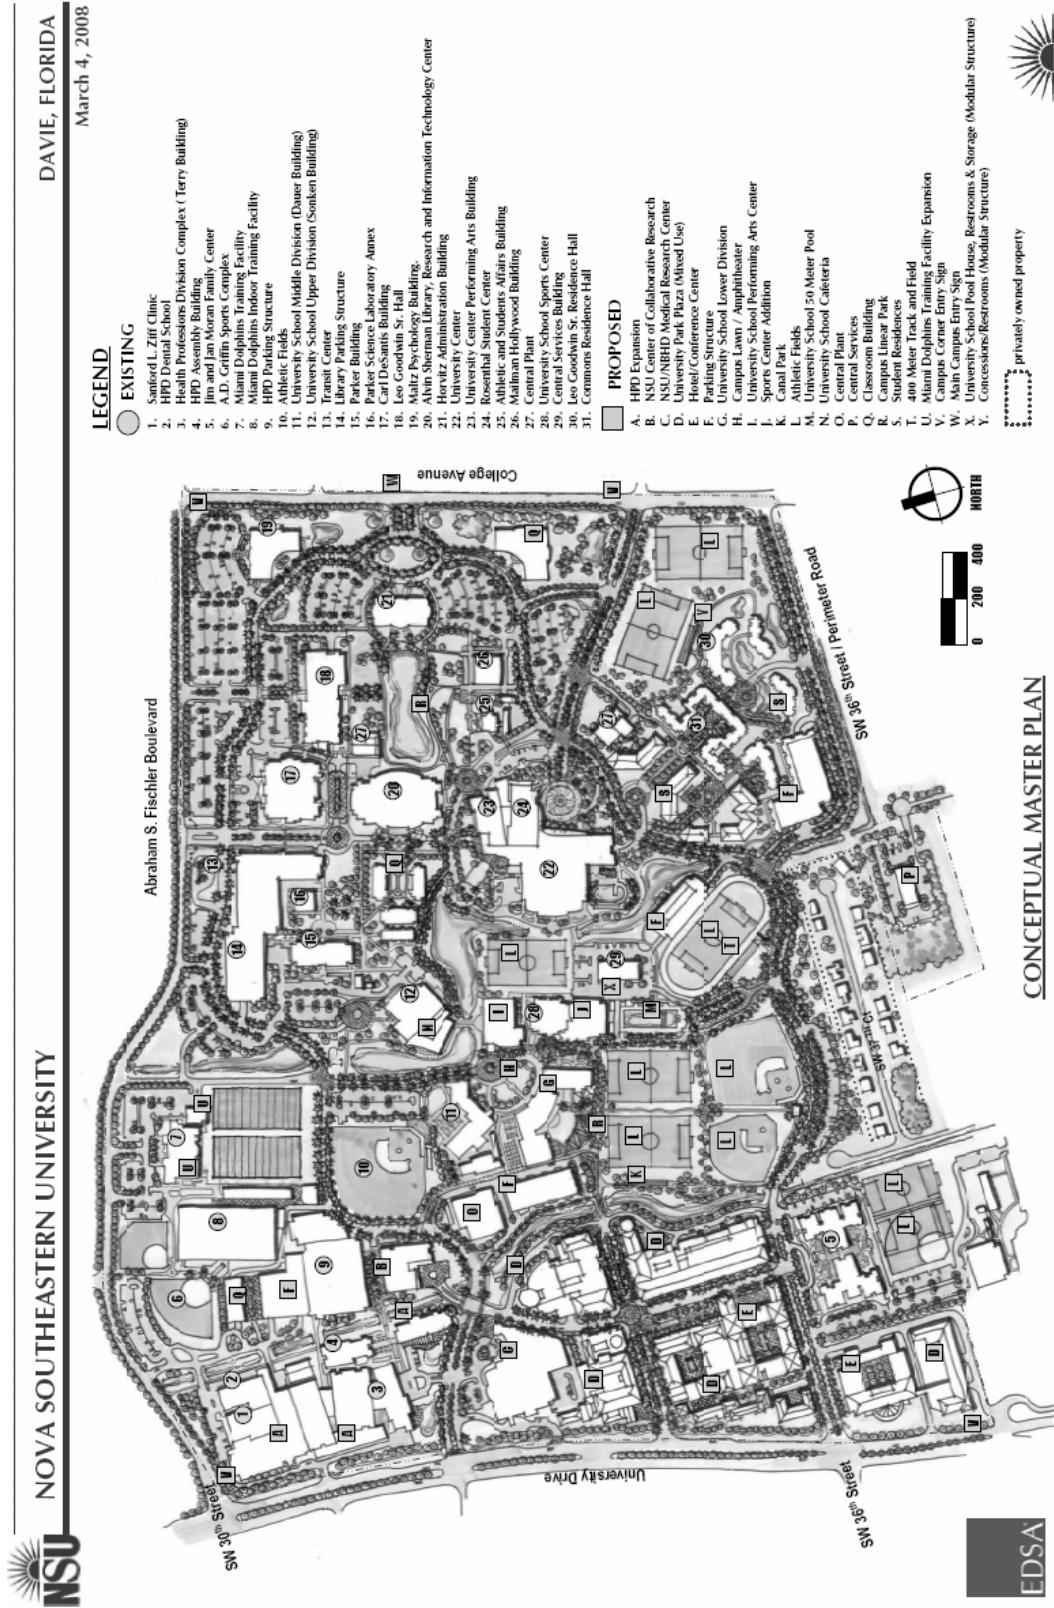 NSU
NOVA SOUTHEASTERN UNIVERSITY
DAVIE, FLORIDA
March 4, 2008
LEGEND
EXISTING
1. Sanford L. Ziff Clinic
2. HPD Dental School
3. Health Professions Division Complex ( Terry Building)
4. HPD Assembly Building
5. Jim and Jan Moran Family Center
6. A.D. Griffin Sports Complex
7. Miami Dolphins Training Facility
8. Miami Dolphins Indoor Training Facility
9. HPD Parking Structure
10. Athletic Fields
11. University School Middle Division (Dauer Building)
12. University School Upper Division (Sonken Building)
13. Transit Center
14. Library Parking Structure
15. Parker Building
16. Parker Science Laboratory Annex
17. Carl DeSantis Building
18. Leo Goodwin Sr. Hall
19. Maltz Psychology Building.
20. Alvin Sherman Library, Research and Information Technology Center
21. Horvitz Administration Building
22. University Center
23. University Center Performing Arts Building
24. Rosenthal Student Center
25. Athletic and Students Affairs Building
26. Mailman Hollywood Building
27. Central Plant
28. University School Sports Center
29. Central Services Building
30. Leo Goodwin Sr. Residence Hall
31. Commons Residence Hall
PROPOSED
A. HPD Expansion
B. NSU Center of Collaborative Research
C. NSU/NBHD Medical Research Center
D. University Park Plaza (Mixed Use)
E. Hotel/Conference Center
F. Parking Structure
G. University School Lower Division
H. Campus Lawn / Amphitheater
I. University School Performing Arts Center
J. Sports Center Addition
K. Canal Park
L. Athletic Fields
M. University School 50 Meter Pool
N. University School Cafeteria
O. Central Plant
P. Central Services
Q. Classroom Building
R. Campus Linear Park
S. Student Residences
T. 400 Meter Track and Field
U. Miami Dolphins Training Facility Expansion
V. Campus Corner Entry Sign
W. Main Campus Entry Sign
X. University School Pool House, Restrooms & Storage (Modular Structure)
Y. Concessions/Restrooms (Modular Structure)
privately owned property
Abraham S. Fischler Boulevard
College Avenue
University Drive
SW 30th Street
SW 36th Street
SW 36th Street / Perimeter Road
SW 37th Ct
0 200 400
NORTH
CONCEPTUAL MASTER PLAN
EDSA